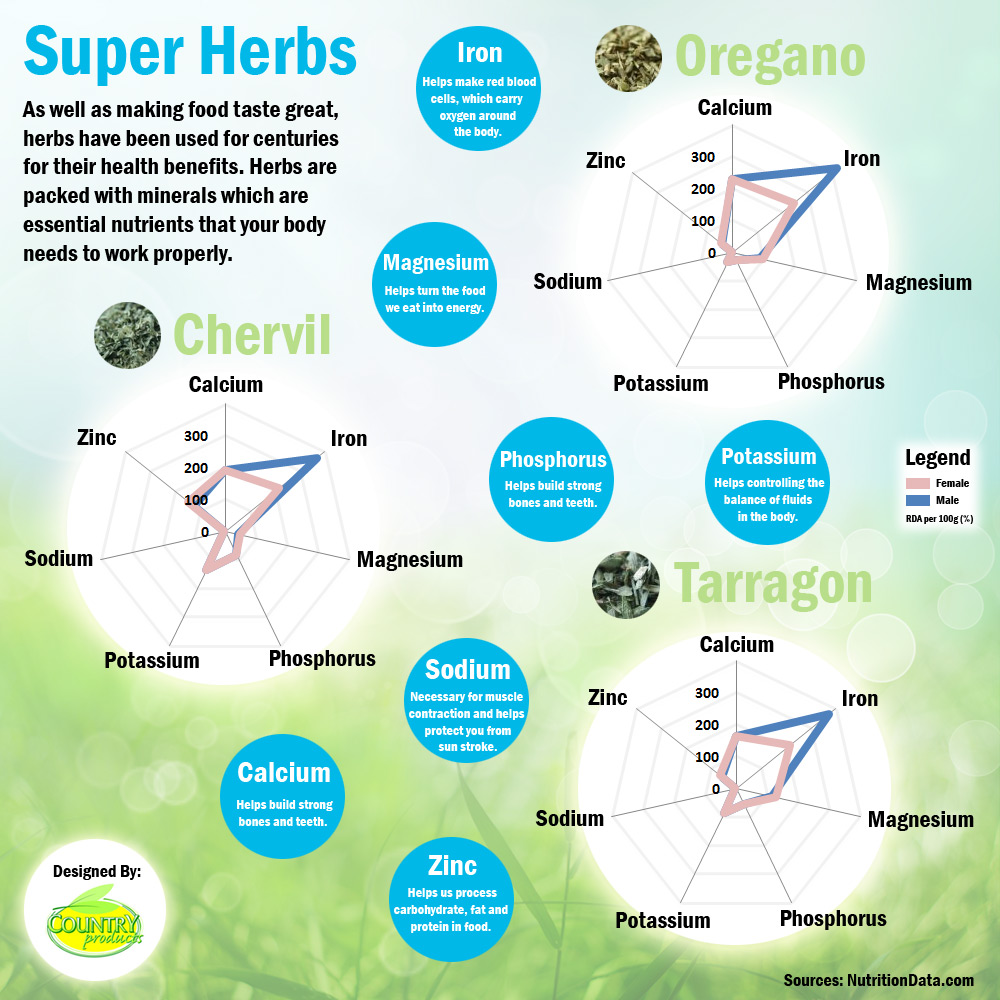 Super Herbs
As well as making food taste great,
herbs have been used for centuries
for their health benefits. Herbs are
packed with minerals which are
essential nutrients that your body
needs to work properly.
Iron
Helps make red blood
cells, which carry
oxygen around
the body.
Oregano
Calcium
Iron
Magnesium
Phosphorus
Potassium
Sodium
Zinc
300
200
100
0
Magnesium
Helps turn the food
we eat into energy.
Chervil
Calcium
Iron
Magnesium
Phosphorus
Potassium
Sodium
Zinc
300
200
100
0
Phosphorus
Helps build strong
bones and teeth.
Potassium
Helps controlling the
balance of fluids
in the body.
Legend
Female
Male
RDA per 100g (%)
Tarragon
Calcium
Iron
Magnesium
Phosphorus
Potassium
Sodium
Zinc
300
200
100
0
Sodium
Necessary for muscle
contraction and helps
protect you from
sun stroke.
Calcium
Helps build strong
bones and teeth.
Zinc
Helps us process
carbohydrate, fat and
protein in food.
Designed By:
COUNTRY
products
Sources: NutritionData.com